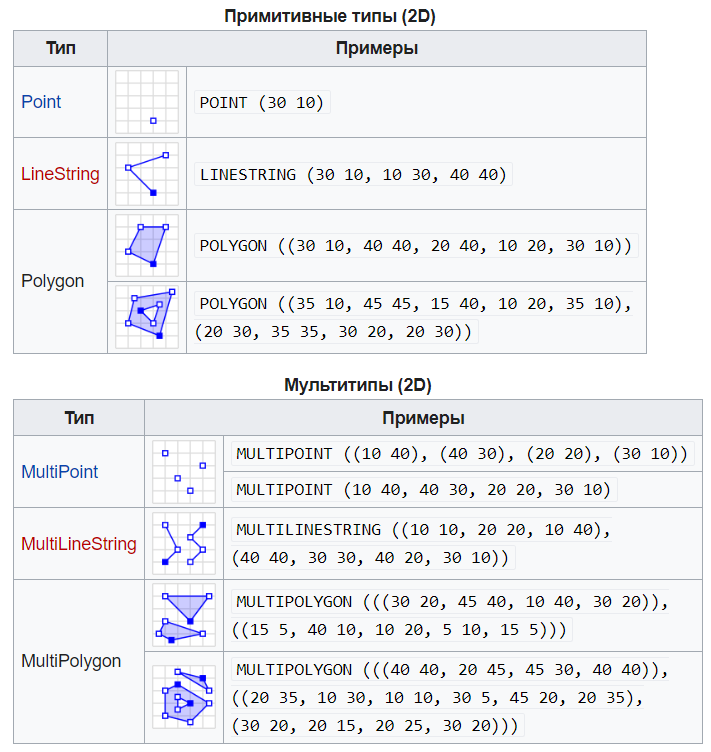 Примитивные типы (2D)
Тип Примеры
Point POINT (30 10)
LineString LINESTRING (30 10, 10 30, 40 40)
Polygon
POLYGON ((30 10, 40 40, 20 40, 10 20, 30 10))
POLYGON ((35 10, 45 45, 15 40, 10 20, 35 10),
(20 30, 35 35, 30 20, 20 30))
Мультитипы (2D)
Тип Примеры
MultiPoint
MULTIPOINT ((10 40), (40 30), (20 20), (30 10))
MULTIPOINT (10 40, 40 30, 20 20, 30 10)
MultiLineString
MULTILINESTRING ((10 10, 20 20, 10 40),
(40 40, 30 30, 40 20, 30 10))
MultiPolygon
MULTIPOLYGON (((30 20, 45 40, 10 40, 30 20)),
((15 5, 40 10, 10 20, 5 10, 15 5)))
MULTIPOLYGON (((40 40, 20 45, 45 30, 40 40)),
((20 35, 10 30, 10 10, 30 5, 45 20, 20 35),
(30 20, 20 15, 20 25, 30 20)))